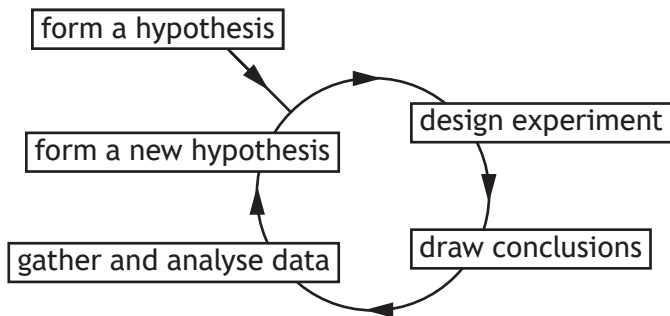 form a hypothesis
design experiment
form a new hypothesis
draw conclusions
gather and analyse data